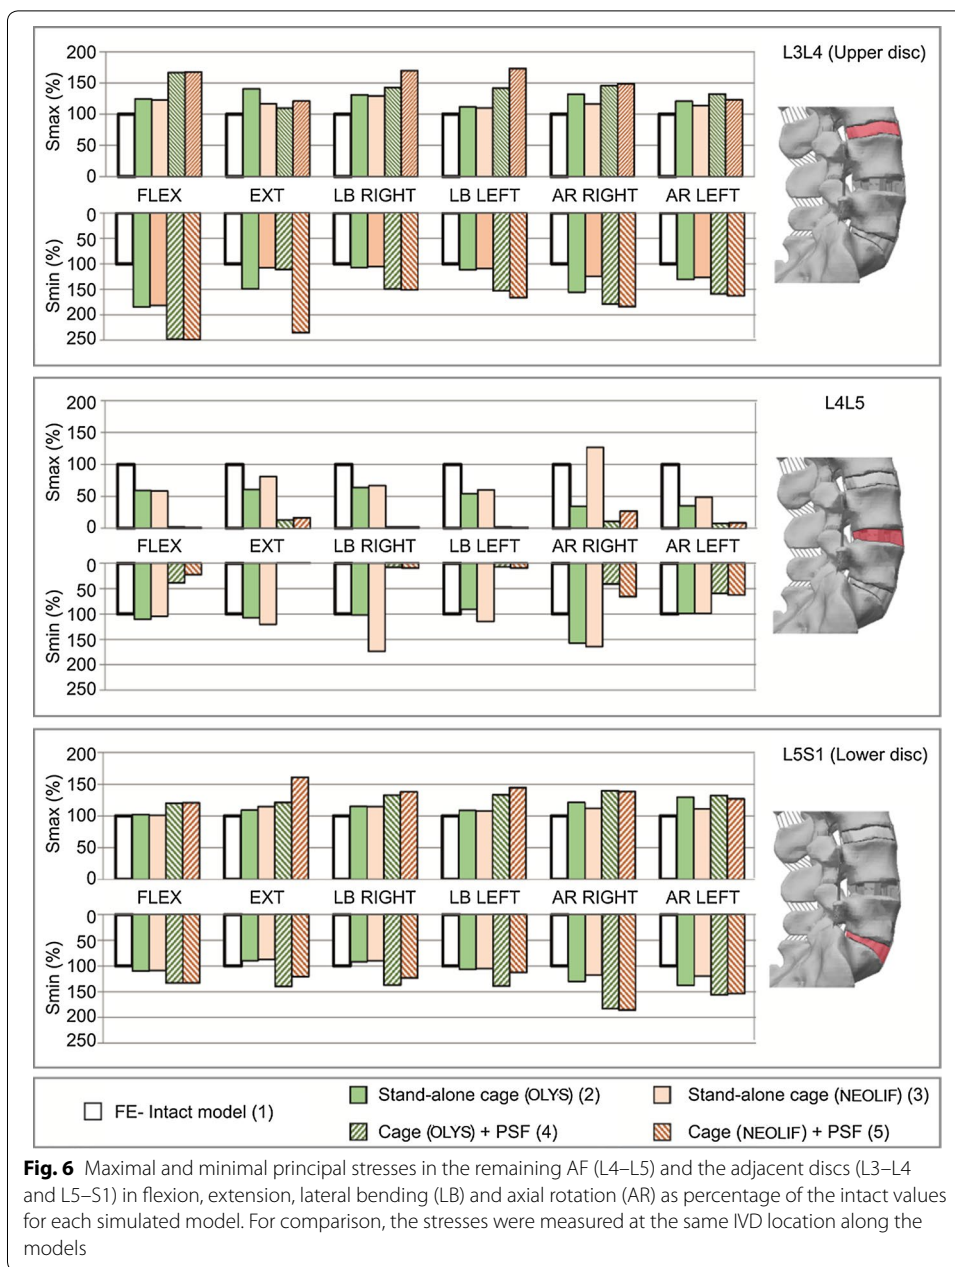 L3L4 (Upper disc)
Smax (%)
200
150
100
50
0
FLEX EXT LB RIGHT LB LEFT AR RIGHT AR LEFT
Smin (%)
0
50
100
150
200
250
L4L5
Smax (%)
200
150
100
50
0
FLEX EXT LB RIGHT LB LEFT AR RIGHT AR LEFT
Smin (%)
0
50
100
150
200
250
L5S1 (Lower disc)
Smax (%)
200
150
100
50
0
FLEX EXT LB RIGHT LB LEFT AR RIGHT AR LEFT
Smin (%)
0
50
100
150
200
250
FE- Intact model (1)
Stand-alone cage (OLYS) (2)
Stand-alone cage (NEOLIF) (3)
Cage (OLYS) + PSF (4)
Cage (NEOLIF) + PSF (5)
Fig. 6 Maximal and minimal principal stresses in the remaining AF (L4–L5) and the adjacent discs (L3–L4
and L5–S1) in flexion, extension, lateral bending (LB) and axial rotation (AR) as percentage of the intact values
for each simulated model. For comparison, the stresses were measured at the same IVD location along the
models